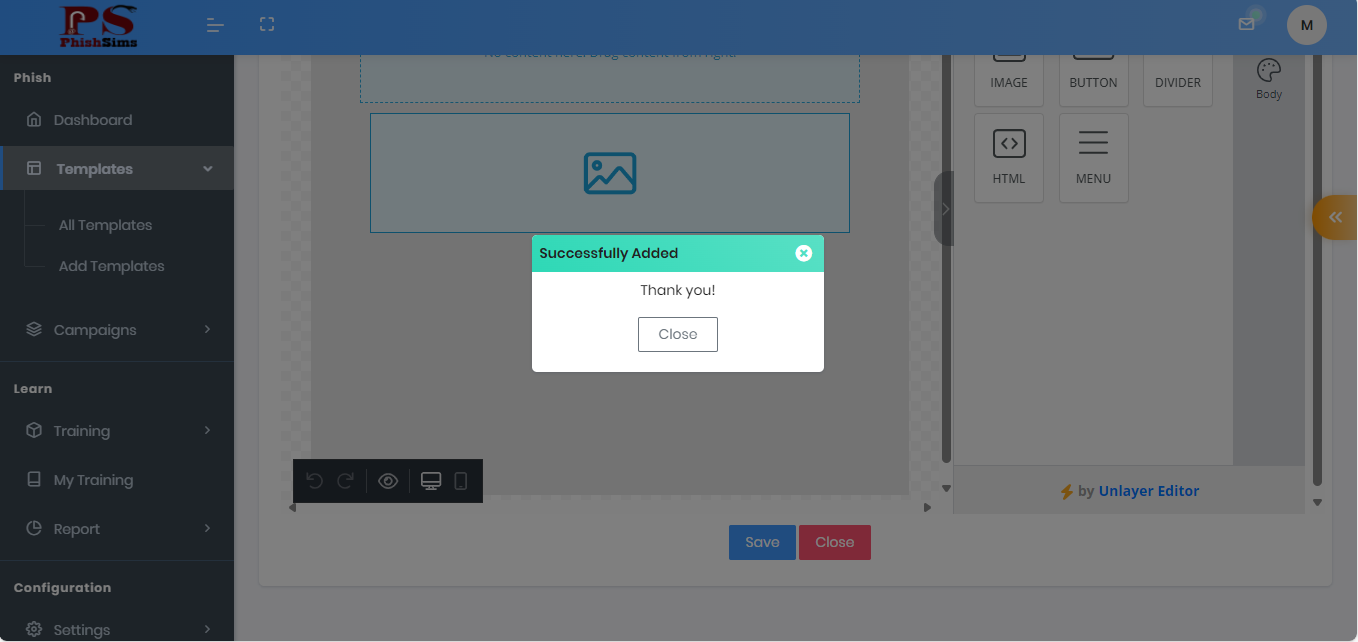 PS
PhishSims
M
Phish
Dashboard
Templates
All Templates
Add Templates
Campaigns
Learn
Training
My Training
Report
Configuration
Settings
No content here. Drag content from right.
IMAGE
BUTTON
DIVIDER
Body
HTML
MENU
Successfully Added
Thank you!
Close
by Unlayer Editor
Save
Close